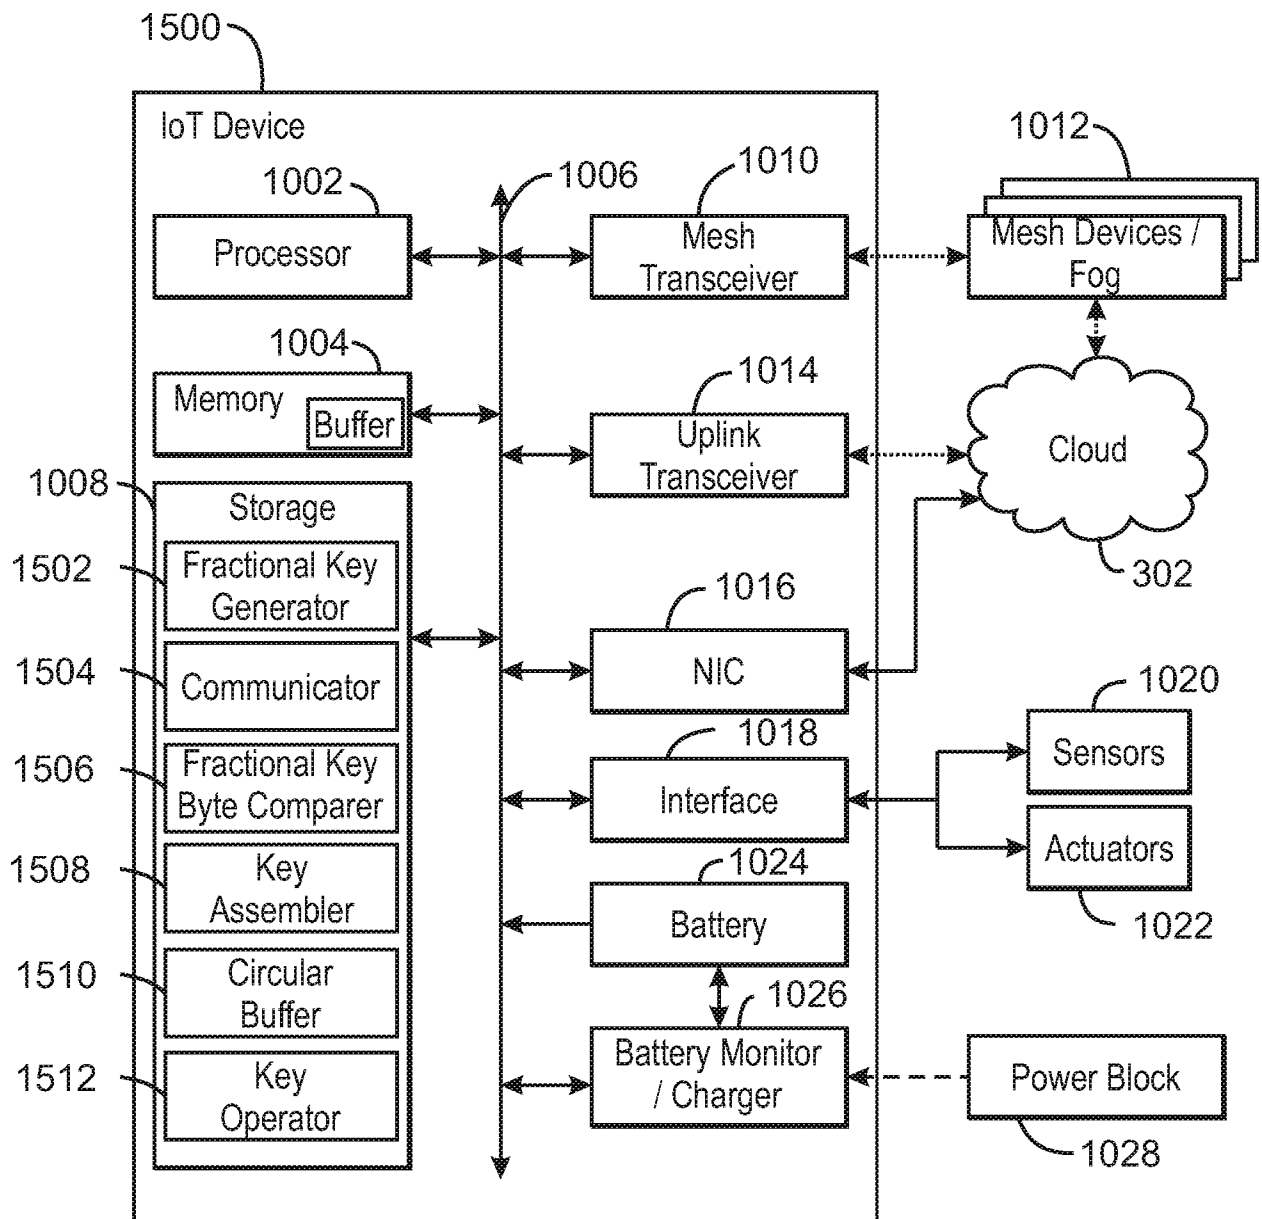 1500
IoT Device
1002
Processor
1006
1010
Mesh
Transceiver
1012
Mesh Devices /
Fog
1004
Memory
Buffer
1014
Uplink
Transceiver
Cloud
302
1008
Storage
1502
Fractional Key
Generator
1504
Communicator
1506
Fractional Key
Byte Comparer
1508
Key
Assembler
1510
Circular
Buffer
1512
Key
Operator
1016
NIC
1018
Interface
1020
Sensors
Actuators
1022
1024
Battery
1026
Battery Monitor
/ Charger
Power Block
1028